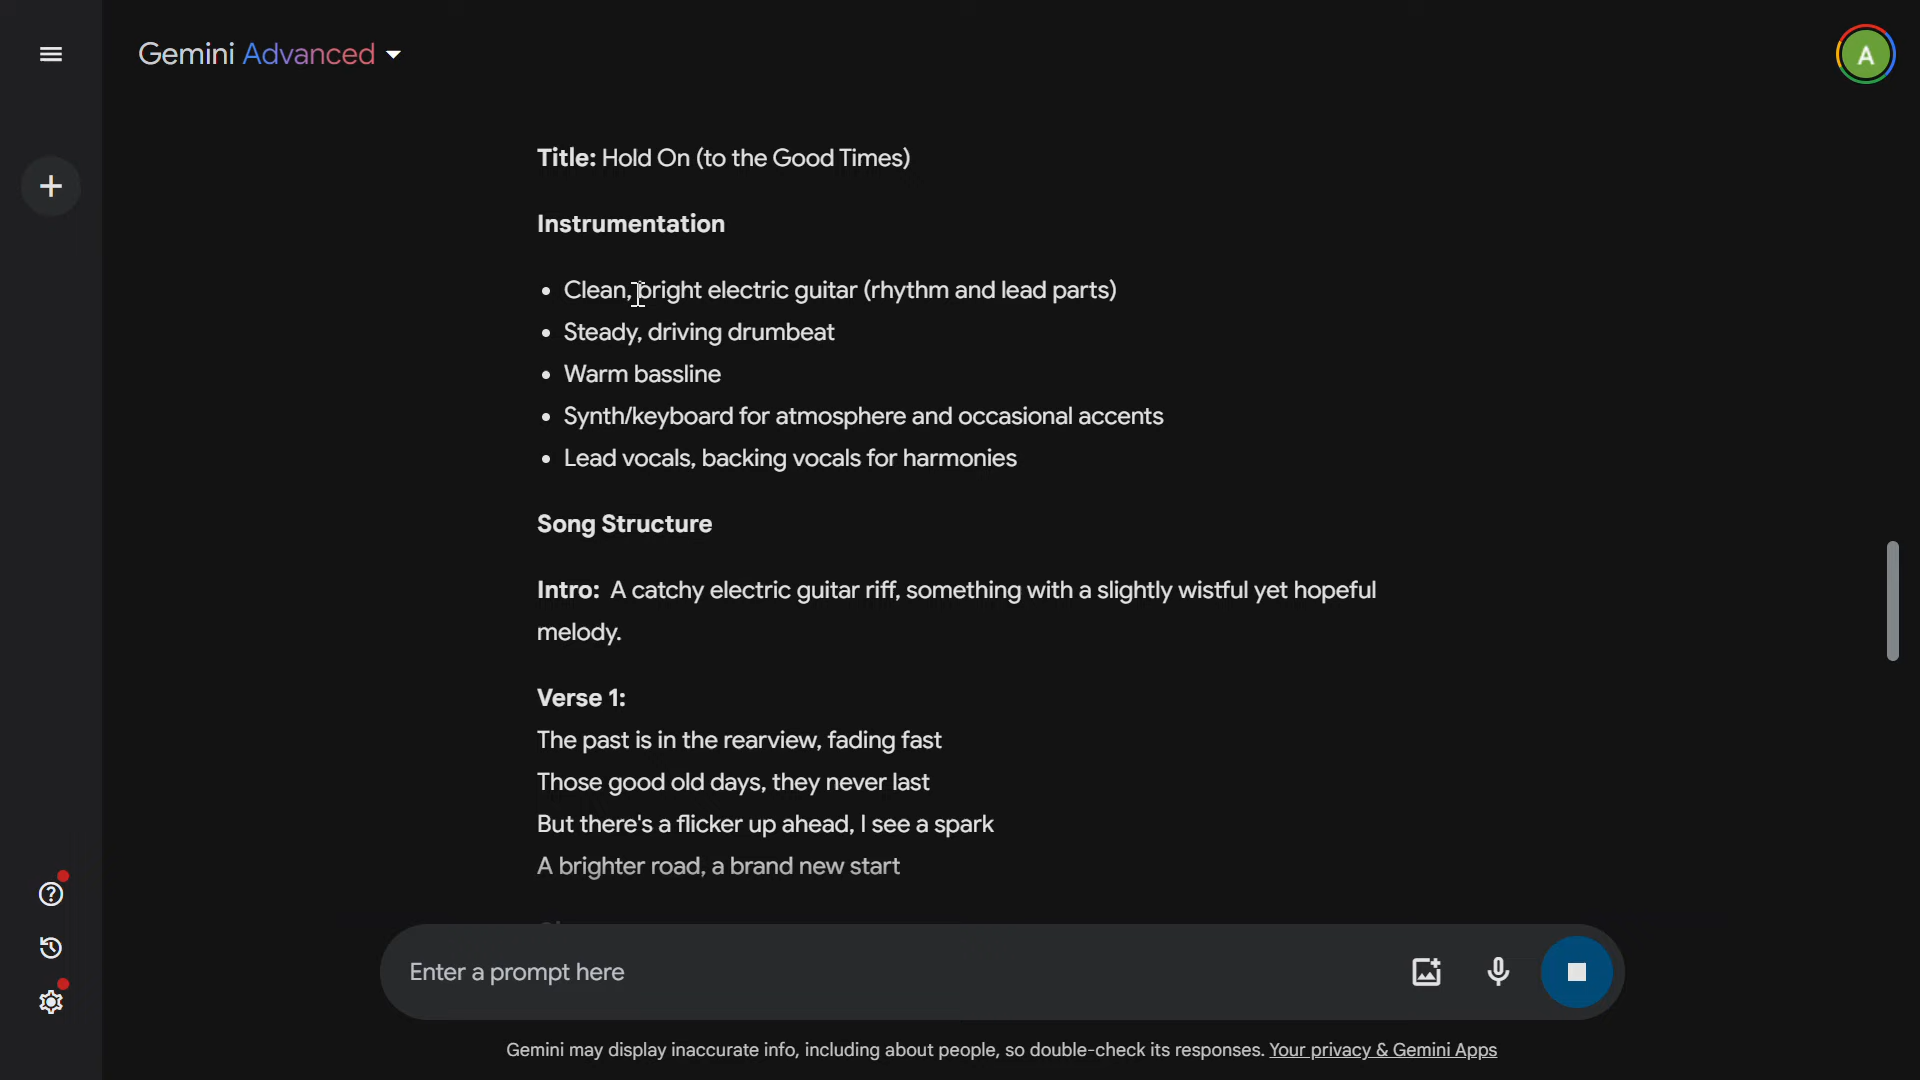 Gemini Advanced
A
Title: Hold On (to the Good Times)
Instrumentation
• Clean, bright electric guitar (rhythm and lead parts)
• Steady, driving drumbeat
• Warm bassline
• Synth/keyboard for atmosphere and occasional accents
• Lead vocals, backing vocals for harmonies
Song Structure
Intro: A catchy electric guitar riff, something with a slightly wistful yet hopeful
melody.
Verse 1:
The past is in the rearview, fading fast
Those good old days, they never last
But there's a flicker up ahead, I see a spark
A brighter road, a brand new start
Enter a prompt here
Gemini may display inaccurate info, including about people, so double-check its responses. Your privacy & Gemini Apps